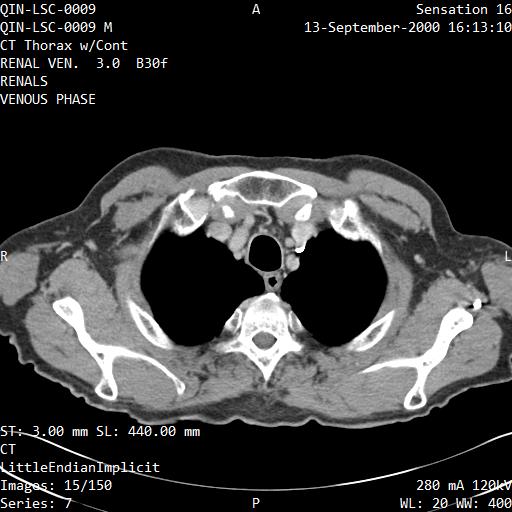 QIN-LSC-0009
A
Sensation 16
QIN-LSC-0009 M
13-September-2000 16:13:10
CT Thorax w/Cont
RENAL VEN.  3.0  B30f
RENALS
VENOUS PHASE
R
L
ST: 3.00 mm SL: 440.00 mm
CT
LittleEndianImplicit
Images: 15/150
280 mA 120kV
Series: 7
P
WL: 20 WW: 400